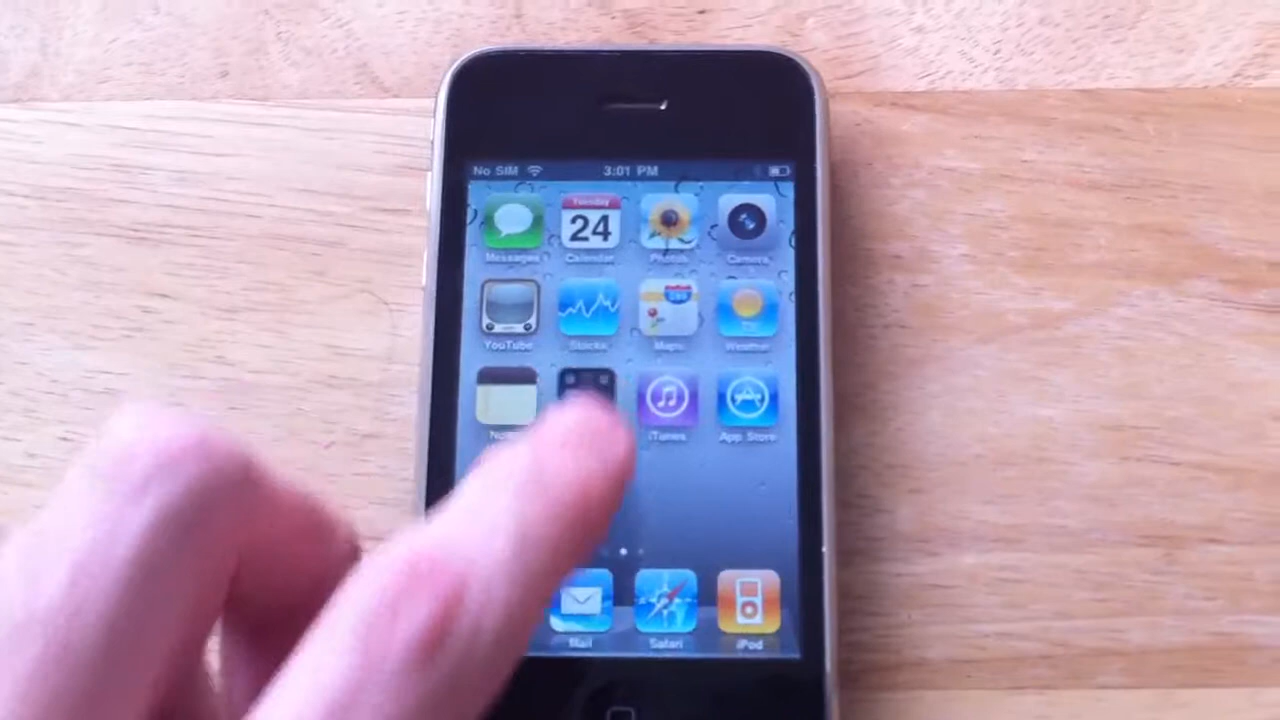 No SIM 3:01 PM
Tuesday
24
Messages Calendar Photos Camera
YouTube Stocks Maps Weather
iTunes App Store
Mail Safari iPod